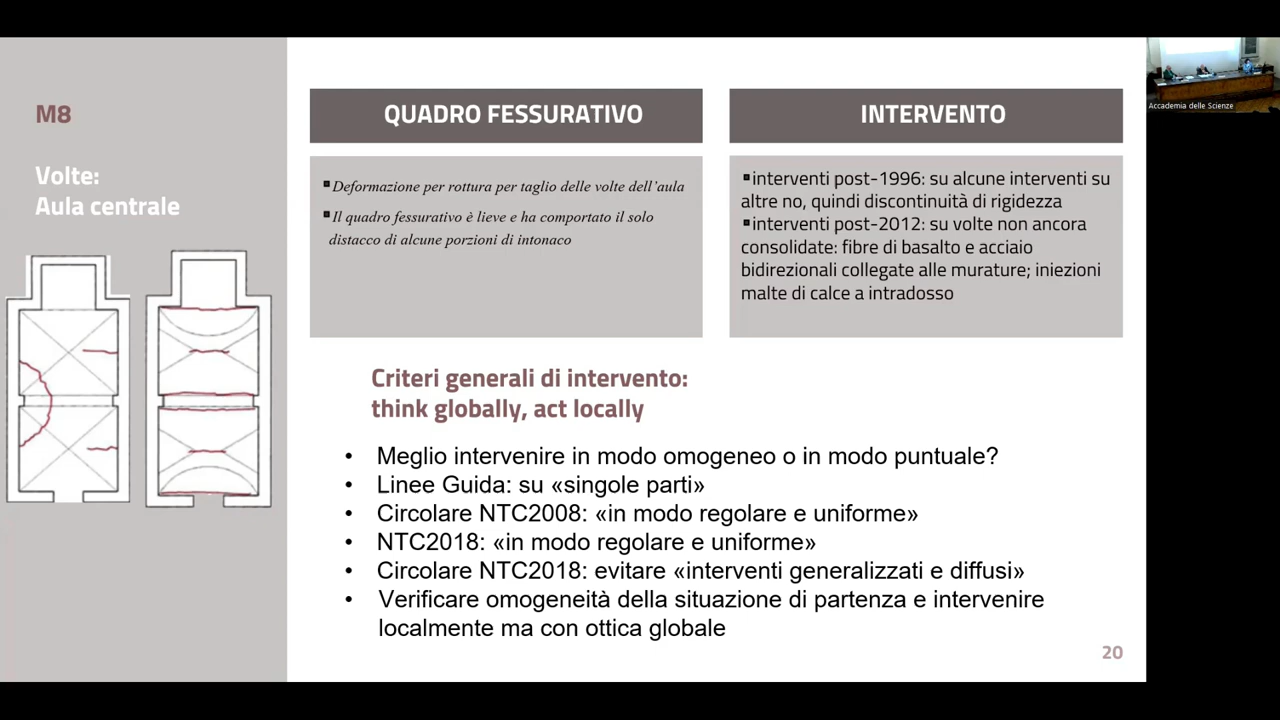 M8
Volte:
Aula centrale
QUADRO FESSURATIVO
▪Deformazione per rottura per taglio delle volte dell'aula
▪Il quadro fessurativo è lieve e ha comportato il solo
distacco di alcune porzioni di intonaco
INTERVENTO
▪interventi post-1996: su alcune interventi su
altre no, quindi discontinuità di rigidezza
▪interventi post-2012: su volte non ancora
consolidate: fibre di basalto e acciaio
bidirezionali collegate alle murature; iniezioni
malte di calce a intradosso
Criteri generali di intervento:
think globally, act locally
• Meglio intervenire in modo omogeneo o in modo puntuale?
• Linee Guida: su «singole parti»
• Circolare NTC2008: «in modo regolare e uniforme»
• NTC2018: «in modo regolare e uniforme»
• Circolare NTC2018: evitare «interventi generalizzati e diffusi»
• Verificare omogeneità della situazione di partenza e intervenire
localmente ma con ottica globale
20
Accademia delle Scienze